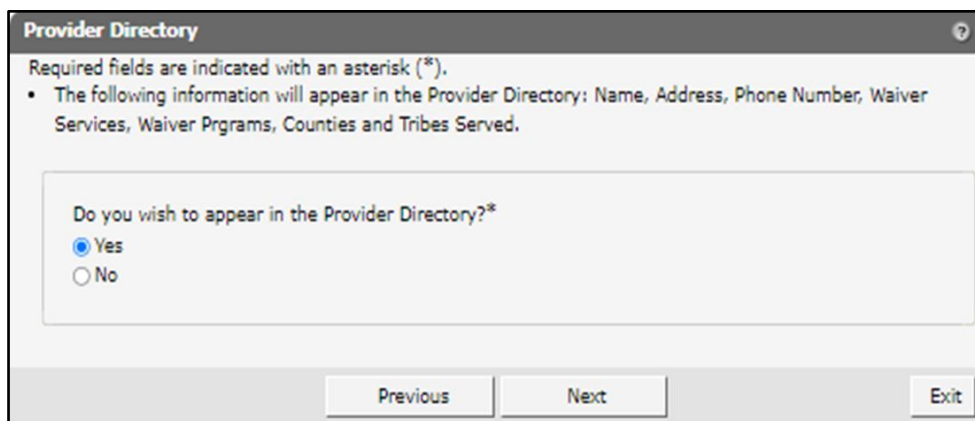 Provider Directory ?
Required fields are indicated with an asterisk (*).
• The following information will appear in the Provider Directory: Name, Address, Phone Number, Waiver
Services, Waiver Prgrams, Counties and Tribes Served.
Do you wish to appear in the Provider Directory?*
Yes
No
Previous Next Exit